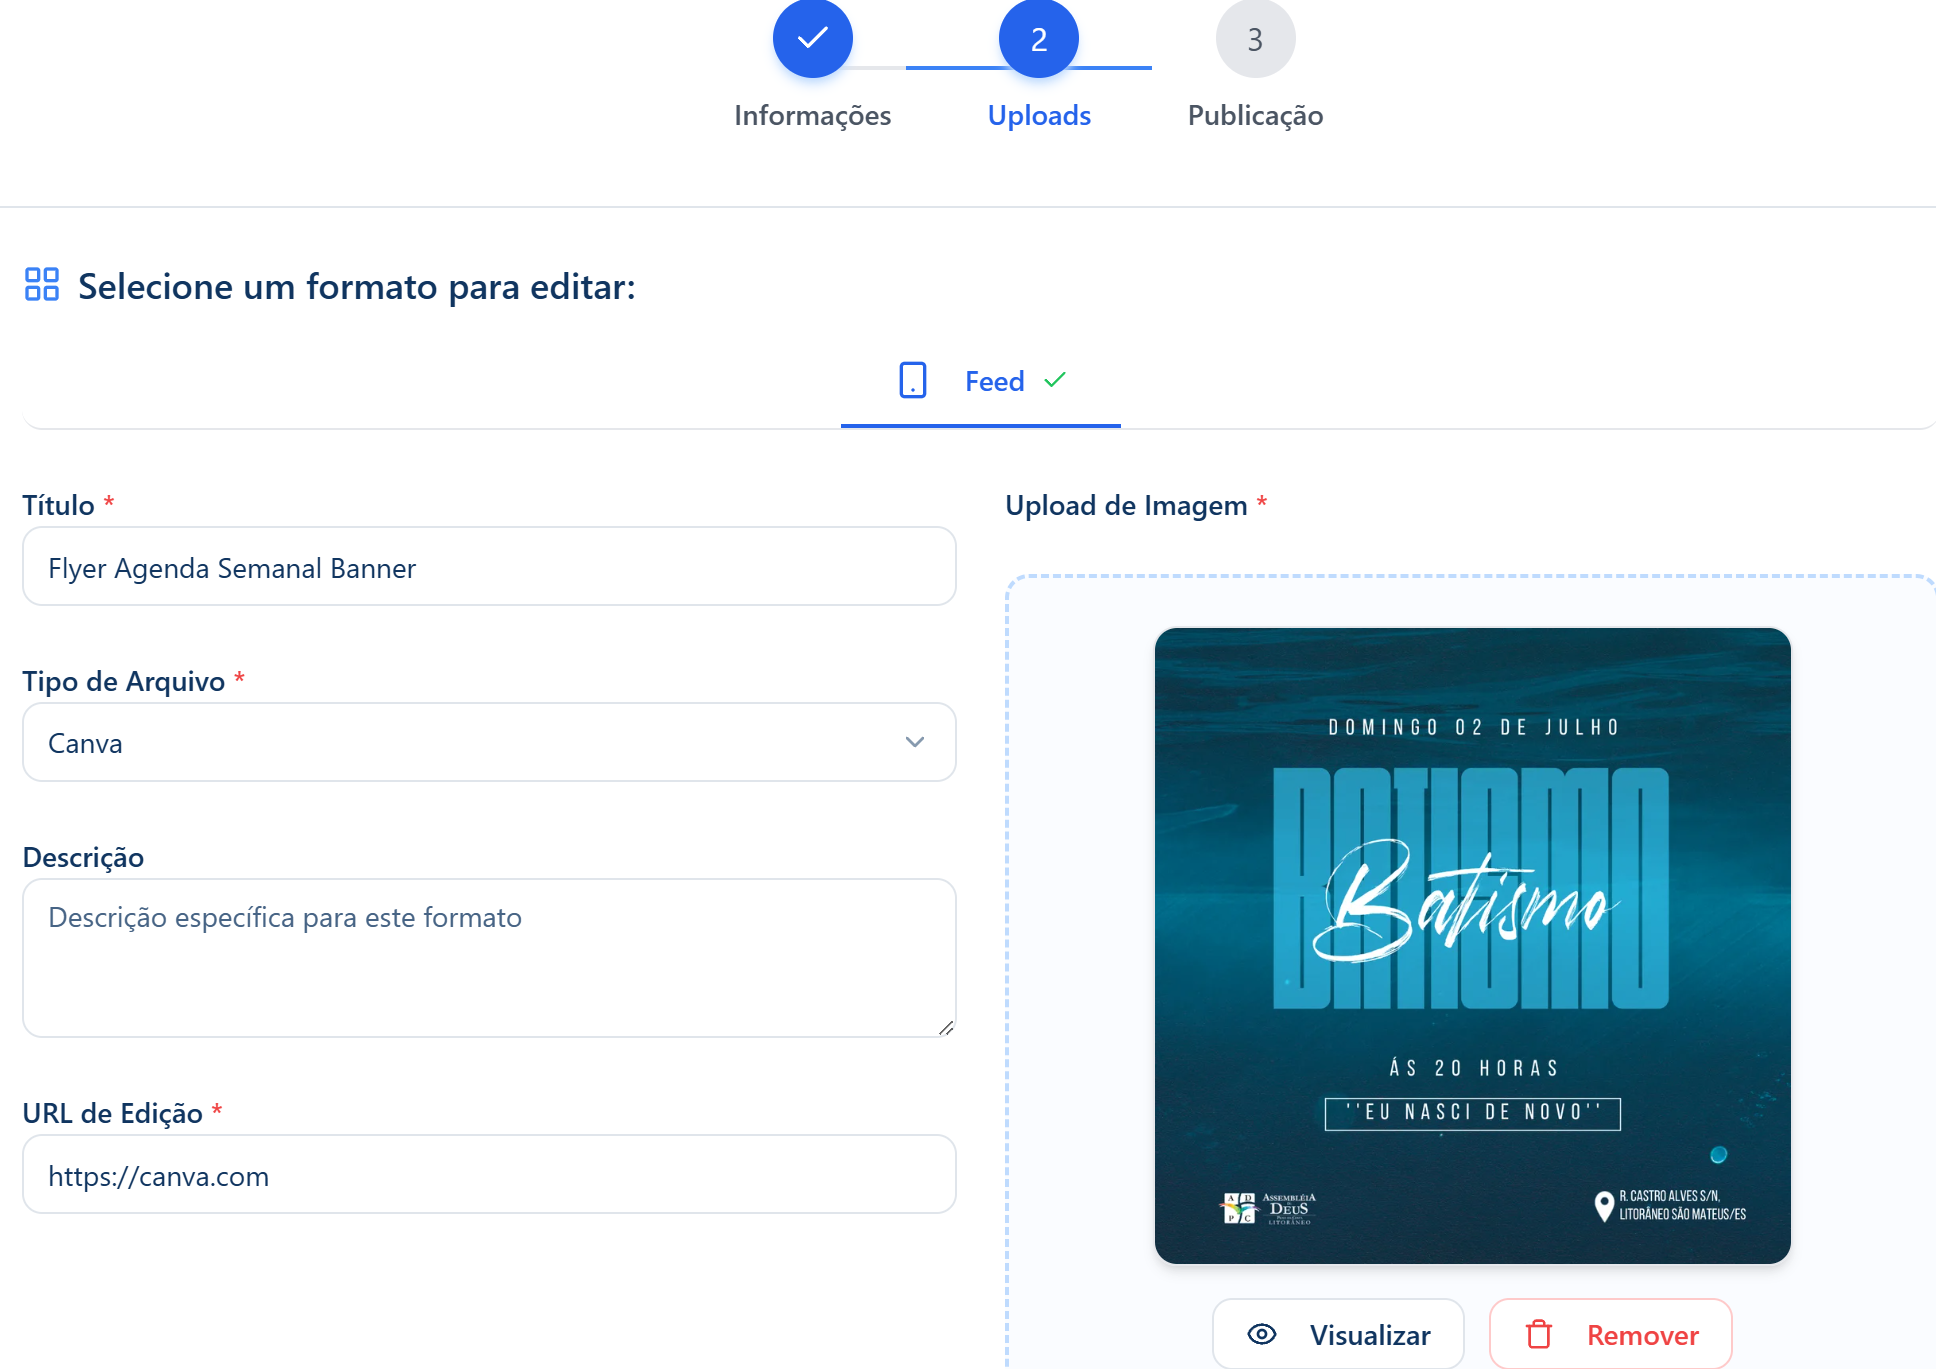 2
3
Informações
Uploads
Publicação
Selecione um formato para editar:
Feed
Título *
Flyer Agenda Semanal Banner
Tipo de Arquivo *
Canva
Descrição
Descrição específica para este formato
URL de Edição *
https://canva.com
Upload de Imagem *
DOMINGO 02 DE JULHO
BATISMO
Batismo
ÁS 20 HORAS
''EU NASCI DE NOVO''
A D
P C
ASSEMBLÉIA
DEUS
LITORÂNEO
R. CASTRO ALVES S/N,
LITORÂNEO SÃO MATEUS/ES
Visualizar
Remover